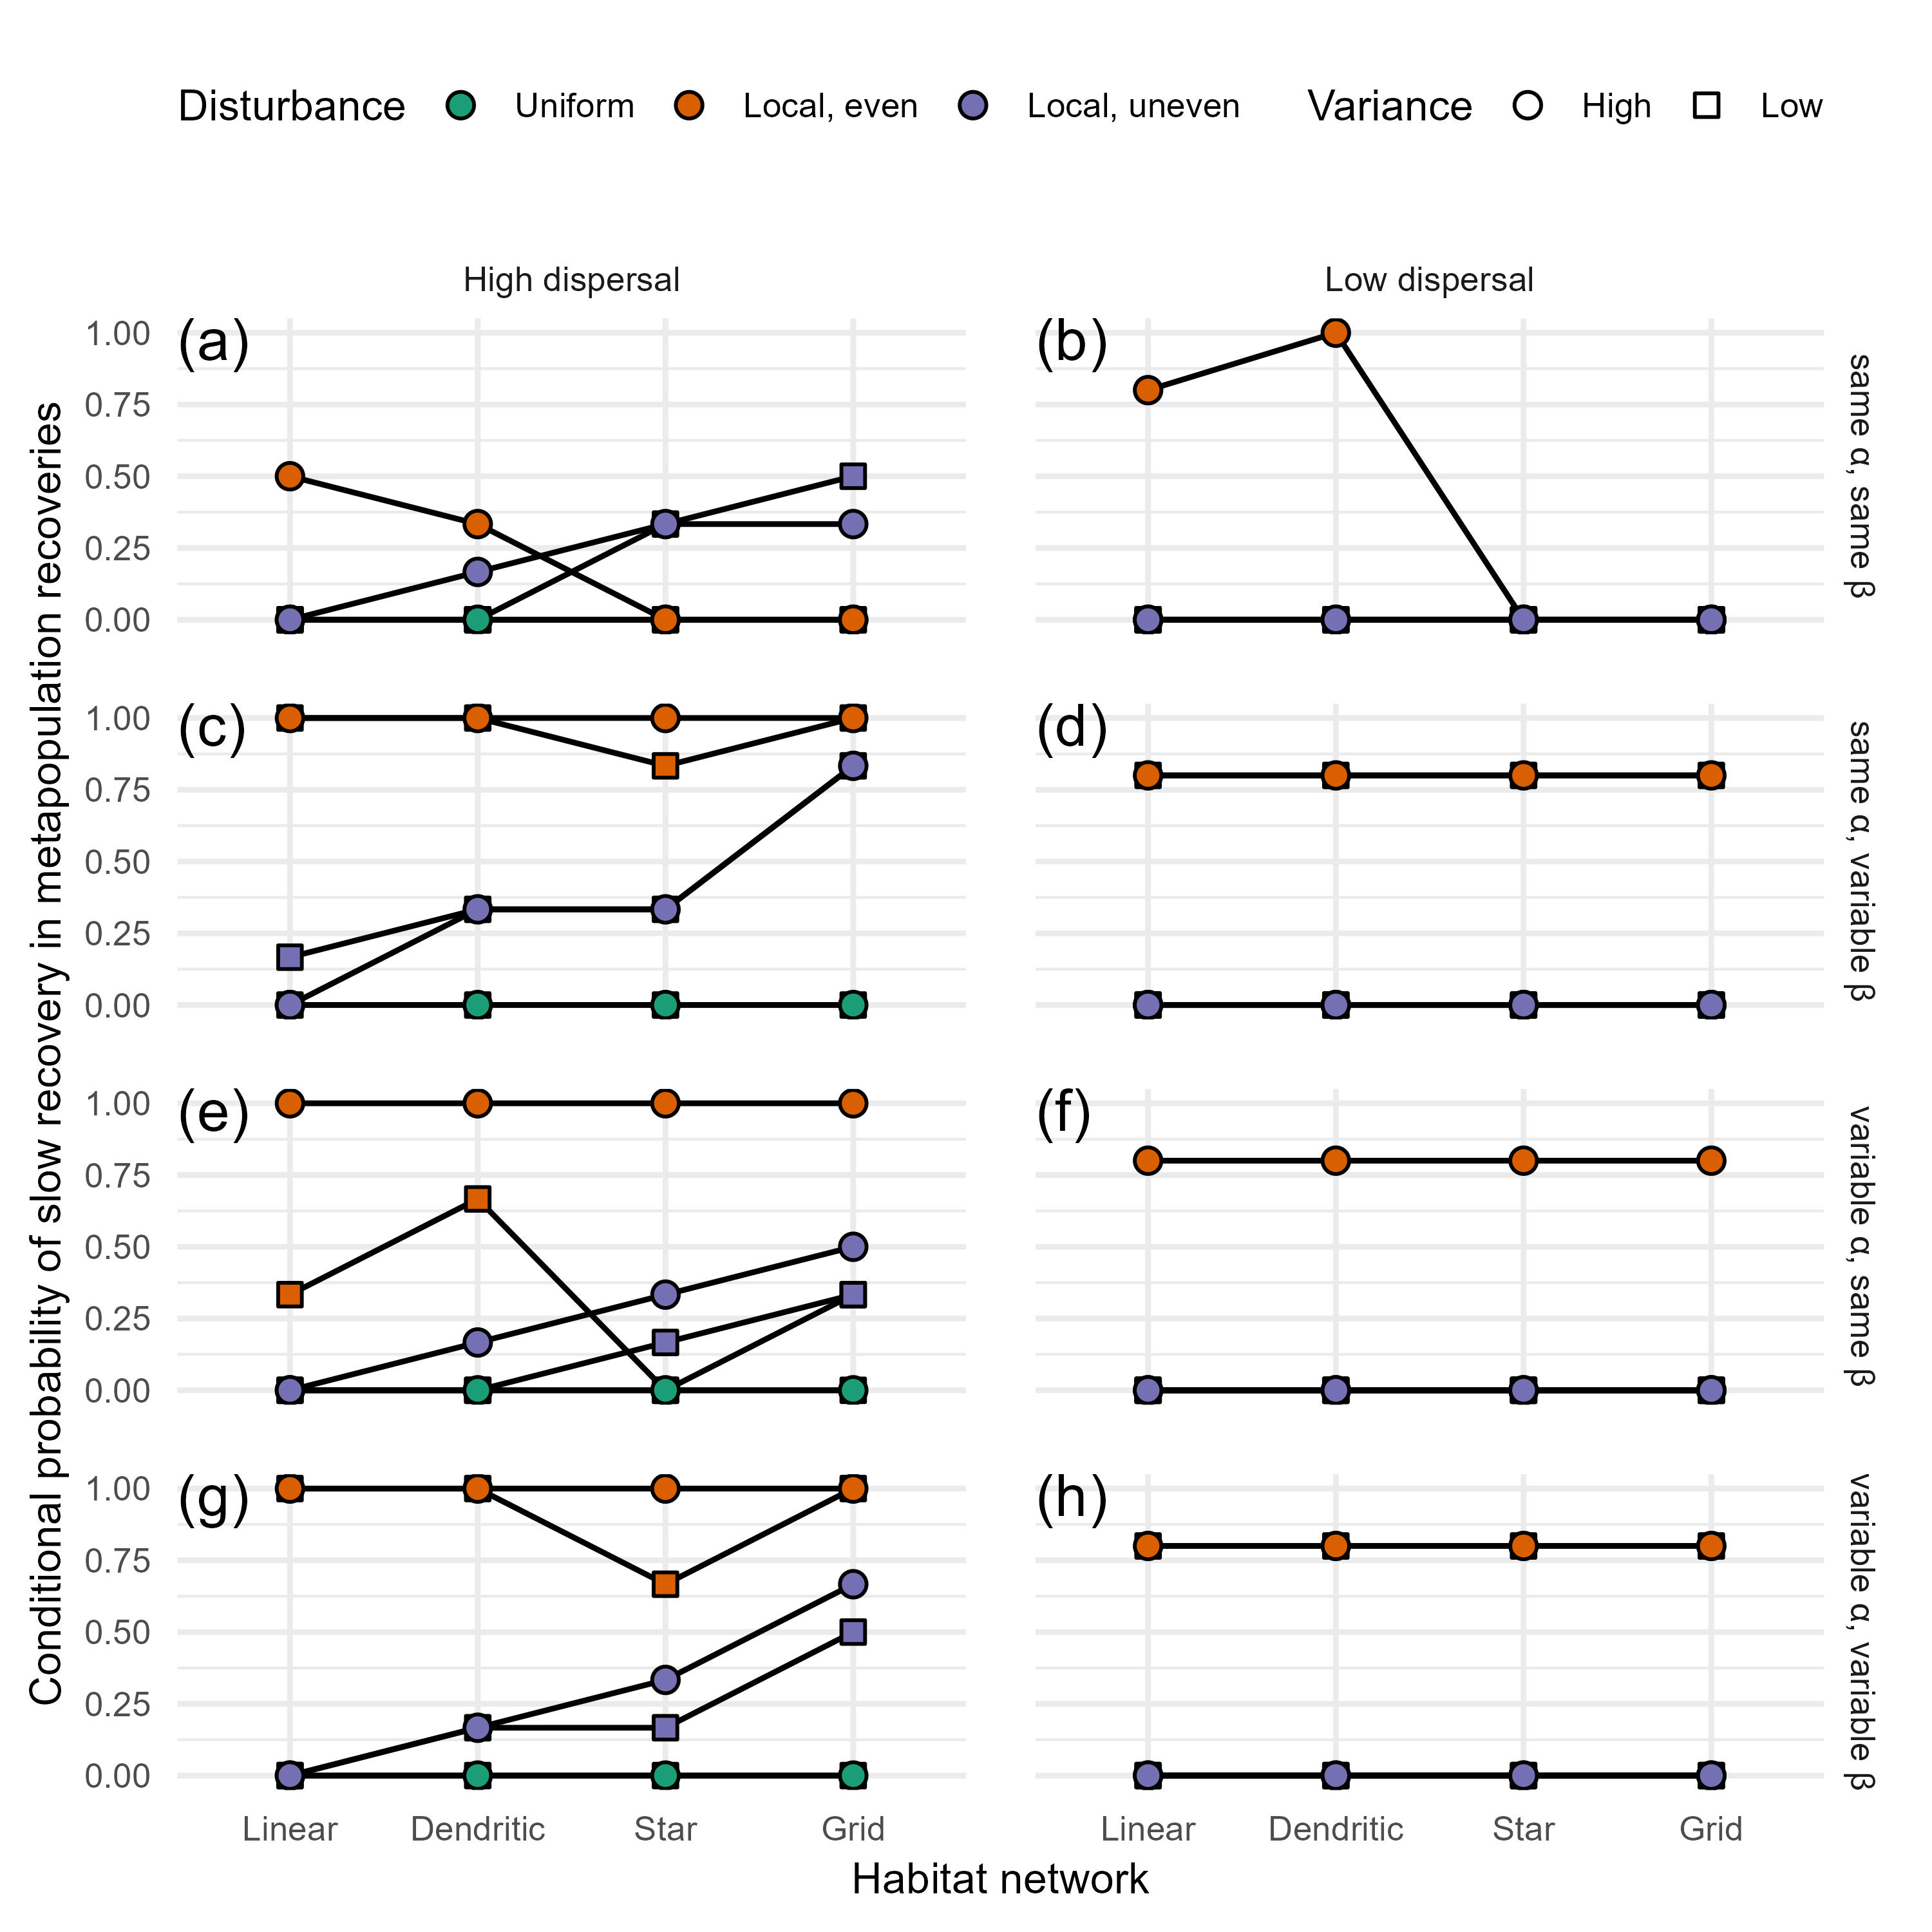 Disturbance Uniform Local, even Local, uneven Variance High Low
High dispersal Low dispersal
Conditional probability of slow recovery in metapopulation recoveries
(a) (b)
1.00
0.75
0.50
0.25
0.00
same α, same β
(c) (d)
1.00
0.75
0.50
0.25
0.00
same α, variable β
(e) (f)
1.00
0.75
0.50
0.25
0.00
variable α, same β
(g) (h)
1.00
0.75
0.50
0.25
0.00
variable α, variable β
Linear Dendritic Star Grid Linear Dendritic Star Grid
Habitat network